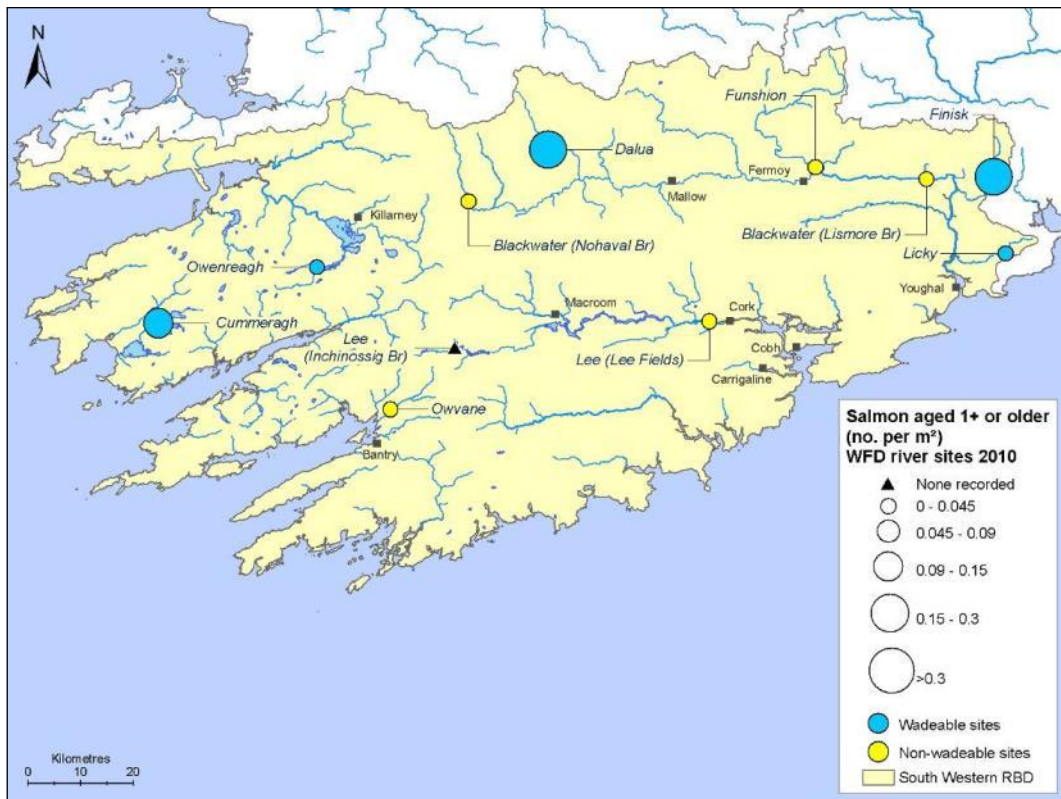 N
Funshion
Finisk
Dalua
Fermoy
Mallow
Killarney
Blackwater (Nohaval Br)
Blackwater (Lismore Br)
Owenreagh
Licky
Youghal
Macroom
Cork
Cummeragh
Lee
(Inchinossig Br)
Lee (Lee Fields)
Cobh
Carrigaline
Owvane
Bantry
Salmon aged 1+ or older
(no. per m²)
WFD river sites 2010
None recorded
0 - 0.045
0.045 - 0.09
0.09 - 0.15
0.15 - 0.3
>0.3
Wadeable sites
Non-wadeable sites
South Western RBD
Kilometres
0 10 20